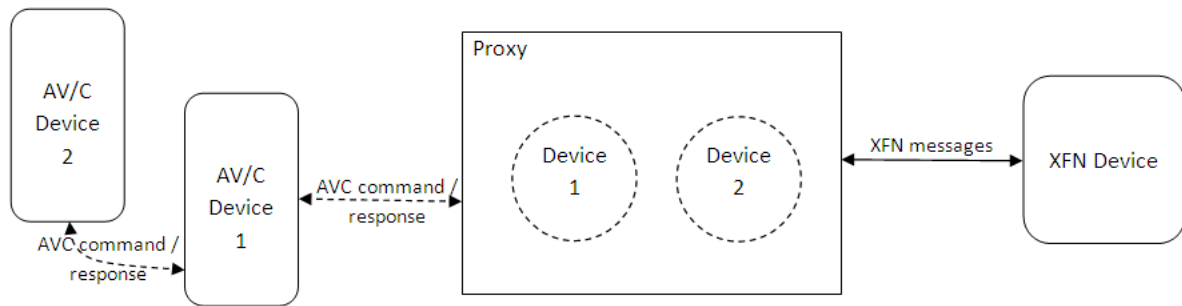 AV/C
Device
2
AVC command /
response
AV/C
Device
1
AVC command /
response
Proxy
Device
1
Device
2
XFN messages
XFN Device